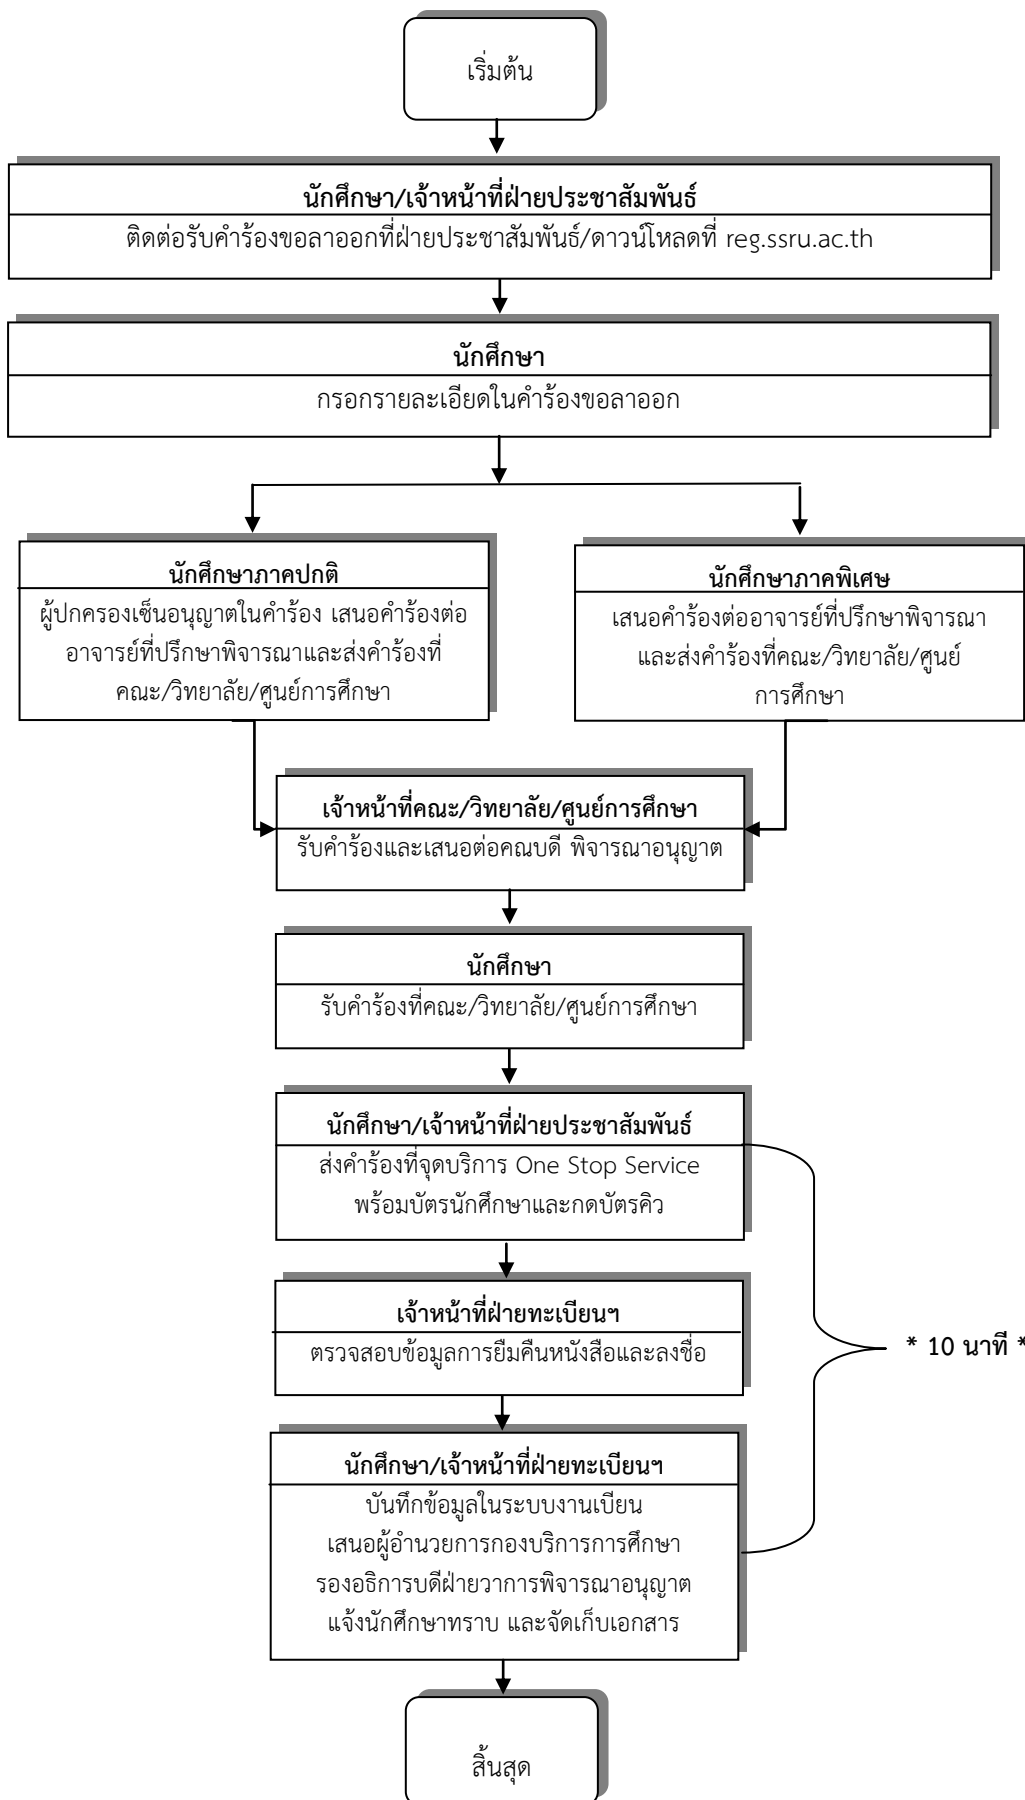 เริ่มต้น
นักศึกษา/เจ้าหน้าที่ฝ่ายประชาสัมพันธ์
ติดต่อรับคำร้องขอลาออกที่ฝ่ายประชาสัมพันธ์/ดาวน์โหลดที่ reg.ssru.ac.th
นักศึกษา
กรอกรายละเอียดในคำร้องขอลาออก
นักศึกษาภาคปกติ
ผู้ปกครองเซ็นอนุญาตในคำร้อง เสนอคำร้องต่อ
อาจารย์ที่ปรึกษาพิจารณาและส่งคำร้องที่
คณะ/วิทยาลัย/ศูนย์การศึกษา
นักศึกษาภาคพิเศษ
เสนอคำร้องต่ออาจารย์ที่ปรึกษาพิจารณา
และส่งคำร้องที่คณะ/วิทยาลัย/ศูนย์
การศึกษา
เจ้าหน้าที่คณะ/วิทยาลัย/ศูนย์การศึกษา
รับคำร้องและเสนอต่อคณบดี พิจารณาอนุญาต
นักศึกษา
รับคำร้องที่คณะ/วิทยาลัย/ศูนย์การศึกษา
นักศึกษา/เจ้าหน้าที่ฝ่ายประชาสัมพันธ์
ส่งคำร้องที่จุดบริการ One Stop Service
พร้อมบัตรนักศึกษาและกดบัตรคิว
เจ้าหน้าที่ฝ่ายทะเบียนฯ
ตรวจสอบข้อมูลการยืมคืนหนังสือและลงชื่อ
* 10 นาที *
นักศึกษา/เจ้าหน้าที่ฝ่ายทะเบียนฯ
บันทึกข้อมูลในระบบงานเบียน
เสนอผู้อำนวยการกองบริการการศึกษา
รองอธิการบดีฝ่ายวาการพิจารณาอนุญาต
แจ้งนักศึกษาทราบ และจัดเก็บเอกสาร
สิ้นสุด